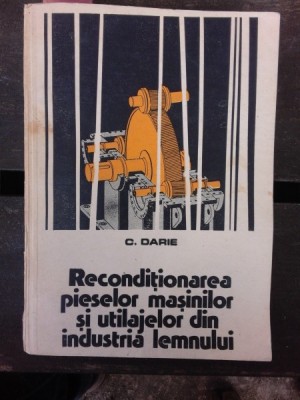 C. DARIE
Recondiționarea
pieselor mașinilor
și utilajelor din
industria lemnului